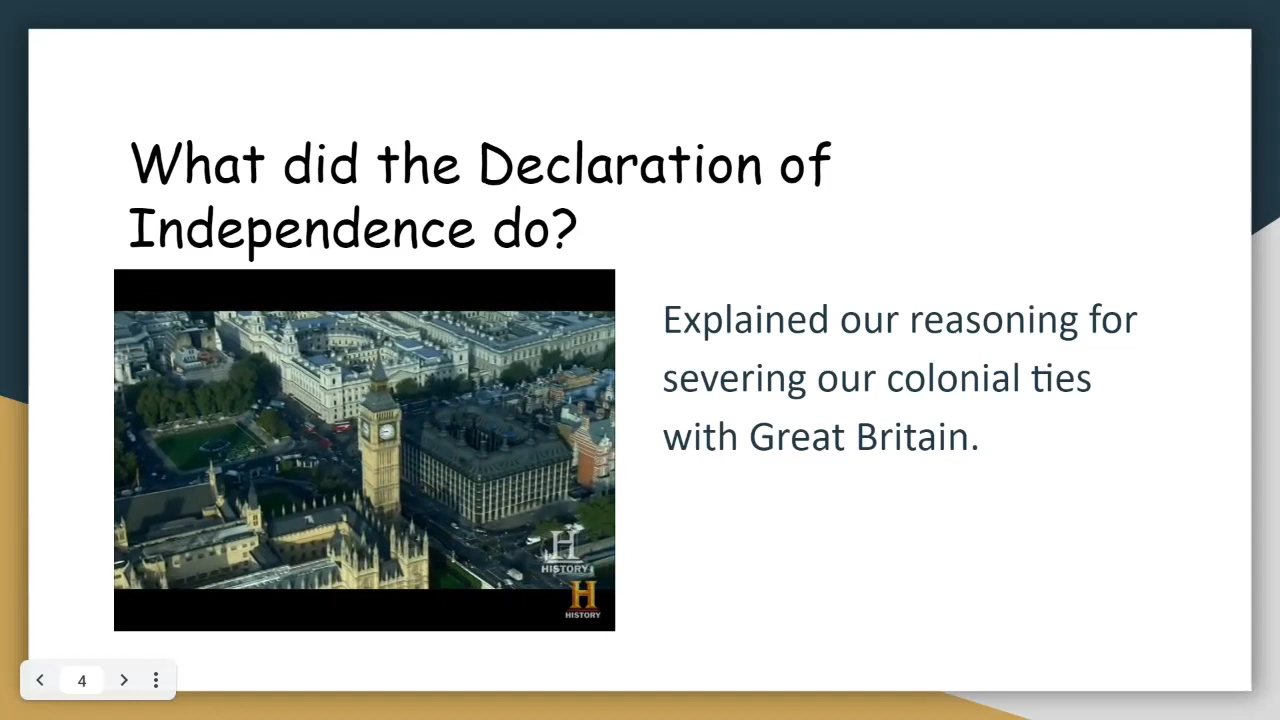 What did the Declaration of
Independence do?
Explained our reasoning for
severing our colonial ties
with Great Britain.
H
HISTORY
H
HISTORY
4